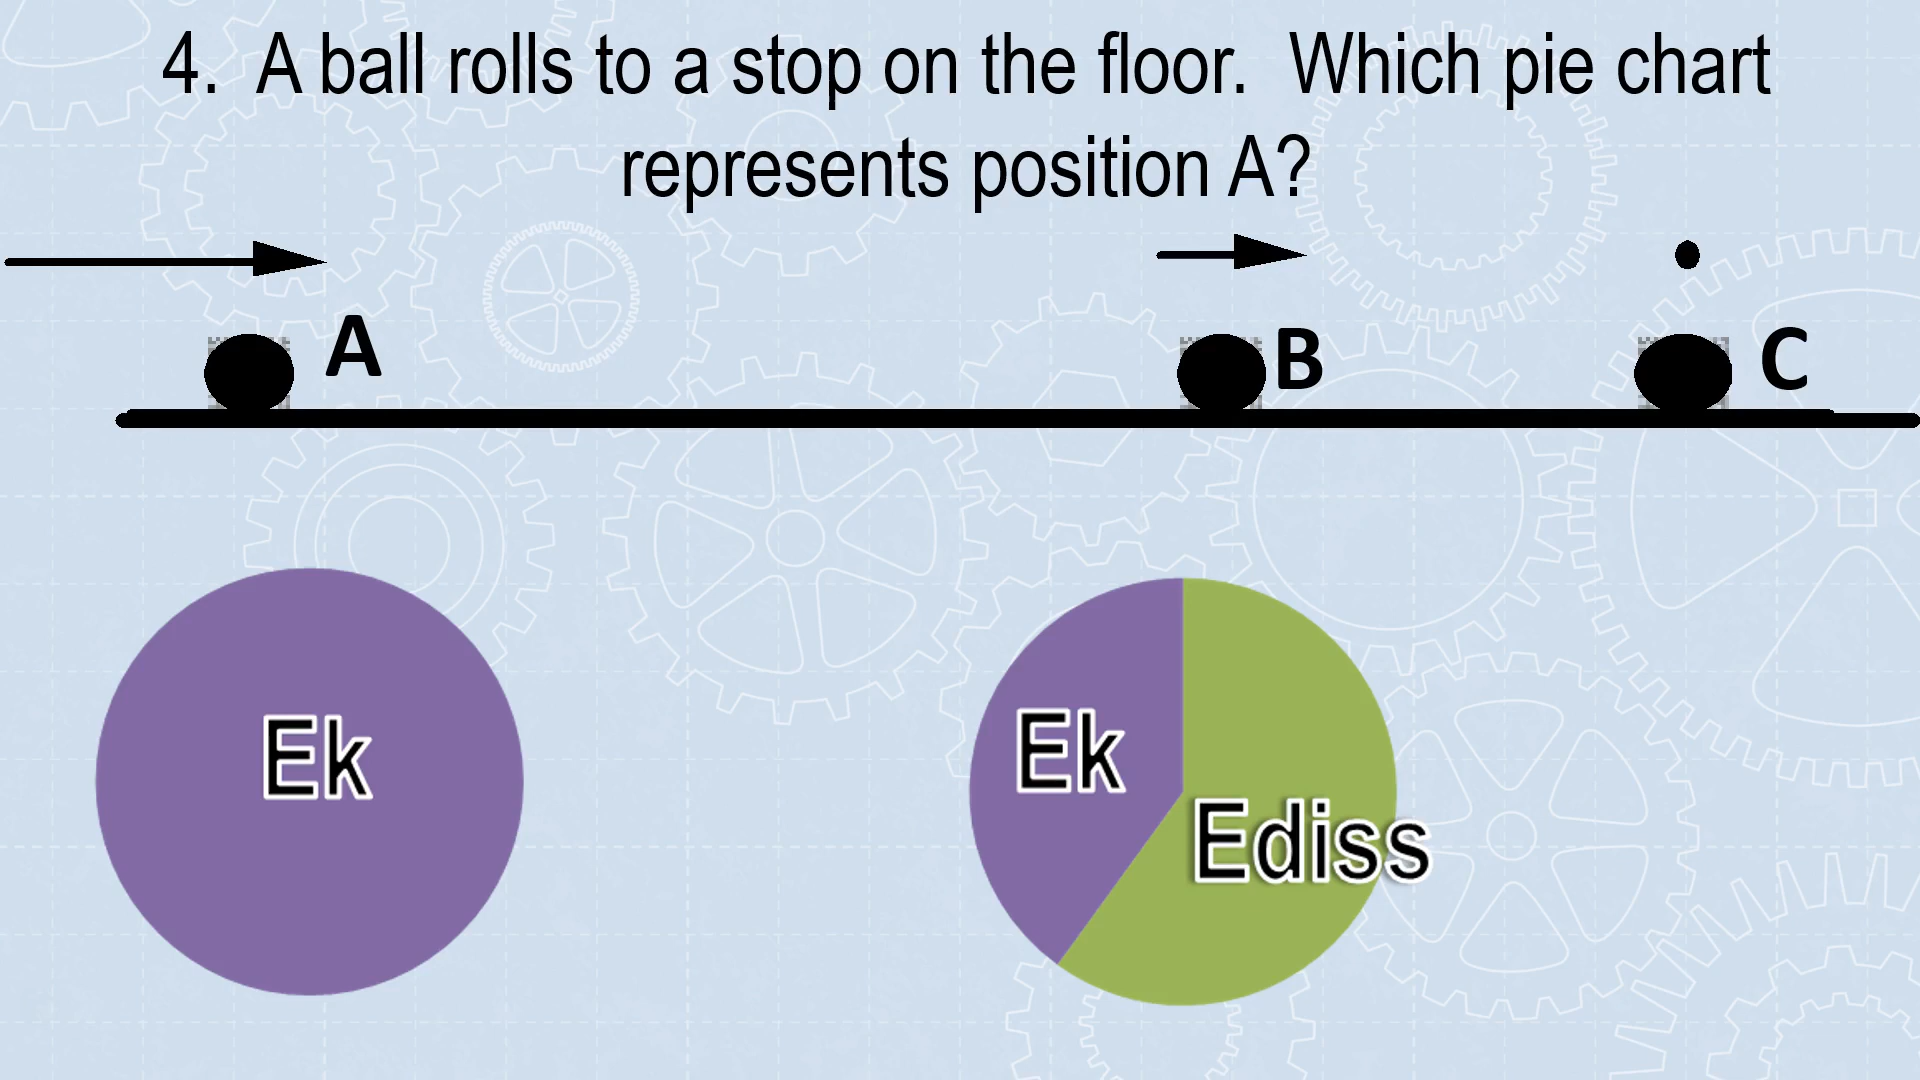 4. A ball rolls to a stop on the floor. Which pie chart
represents position A?
A
B
C
Ek
Ek
Ediss